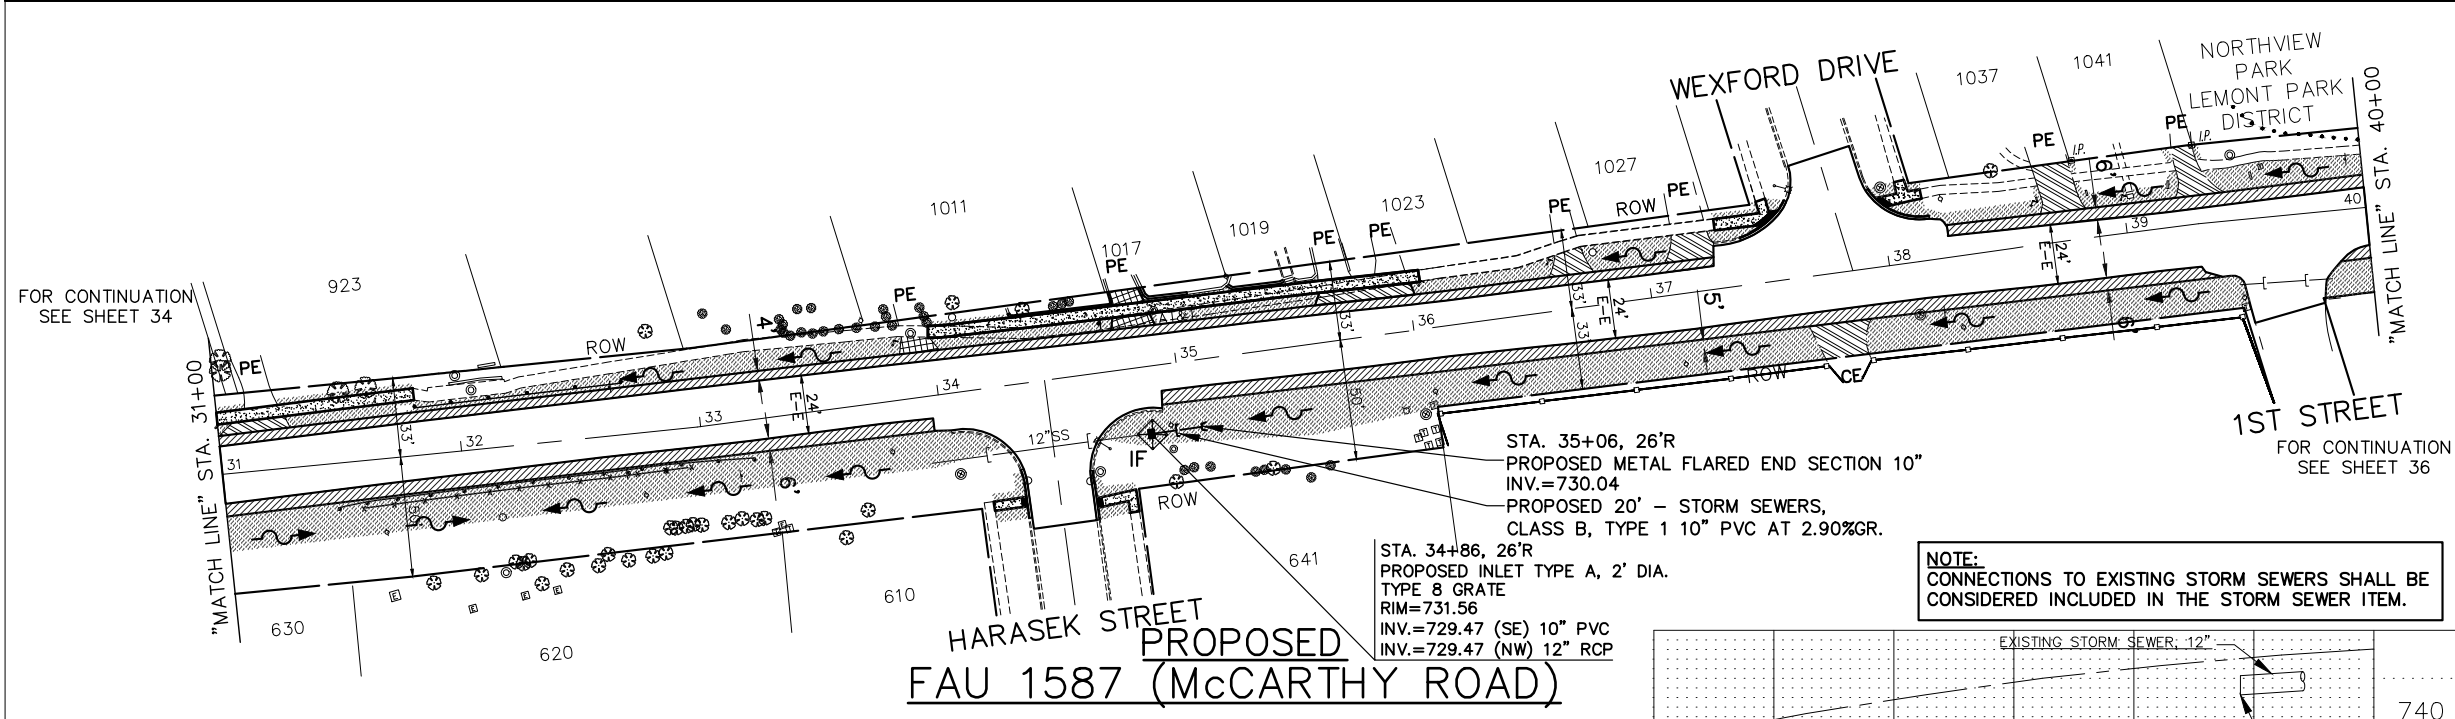 NORTHVIEW
PARK
LEMONT PARK
DISTRICT
WEXFORD DRIVE
1037
1041
"MATCH LINE" STA. 40+00
PE
I.P.
PE
I.P.
6'
1027
PE
PE
ROW
1023
PE
PE
1019
1017
PE
1011
PE
923
ROW
4'
FOR CONTINUATION
SEE SHEET 34
PE
"MATCH LINE" STA. 31+00
31
32
33
34
35
36
37
38
39
40
33'
50'
24'
E-E
6'
33'
50'
33'
33'
24'
E-E
5'
24'
E-E
6'
12"SS
IF
ROW
ROW
CE
1ST STREET
FOR CONTINUATION
SEE SHEET 36
STA. 35+06, 26'R
PROPOSED METAL FLARED END SECTION 10"
INV.=730.04
PROPOSED 20' – STORM SEWERS,
CLASS B, TYPE 1 10" PVC AT 2.90%GR.
STA. 34+86, 26'R
PROPOSED INLET TYPE A, 2' DIA.
TYPE 8 GRATE
RIM=731.56
INV.=729.47 (SE) 10" PVC
INV.=729.47 (NW) 12" RCP
641
610
620
630
E
E
E
E
HARASEK STREET
PROPOSED
FAU 1587 (McCARTHY ROAD)
NOTE:
CONNECTIONS TO EXISTING STORM SEWERS SHALL BE
CONSIDERED INCLUDED IN THE STORM SEWER ITEM.
EXISTING STORM SEWER, 12"
740